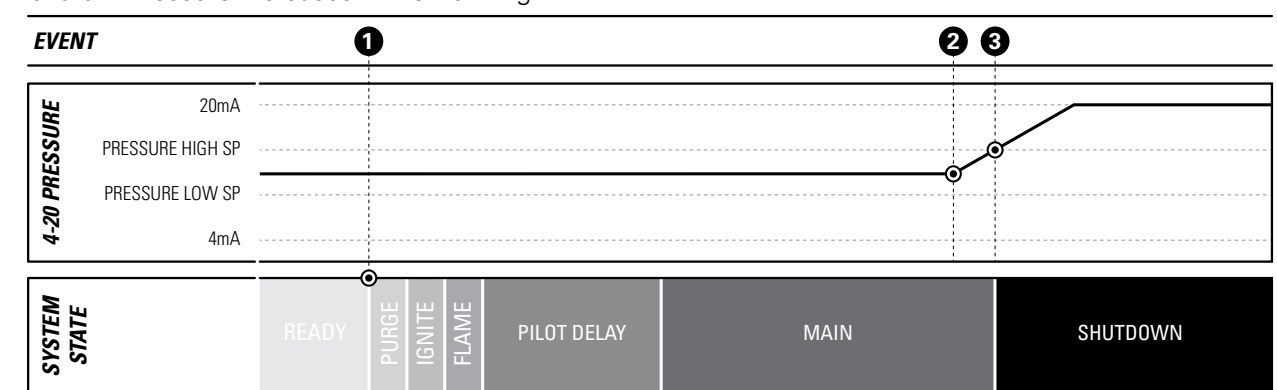 EVENT
1
2
3
4-20 PRESSURE
20mA
PRESSURE HIGH SP
PRESSURE LOW SP
4mA
SYSTEM
STATE
READY
PURGE
IGNITE
FLAME
PILOT DELAY
MAIN
SHUTDOWN